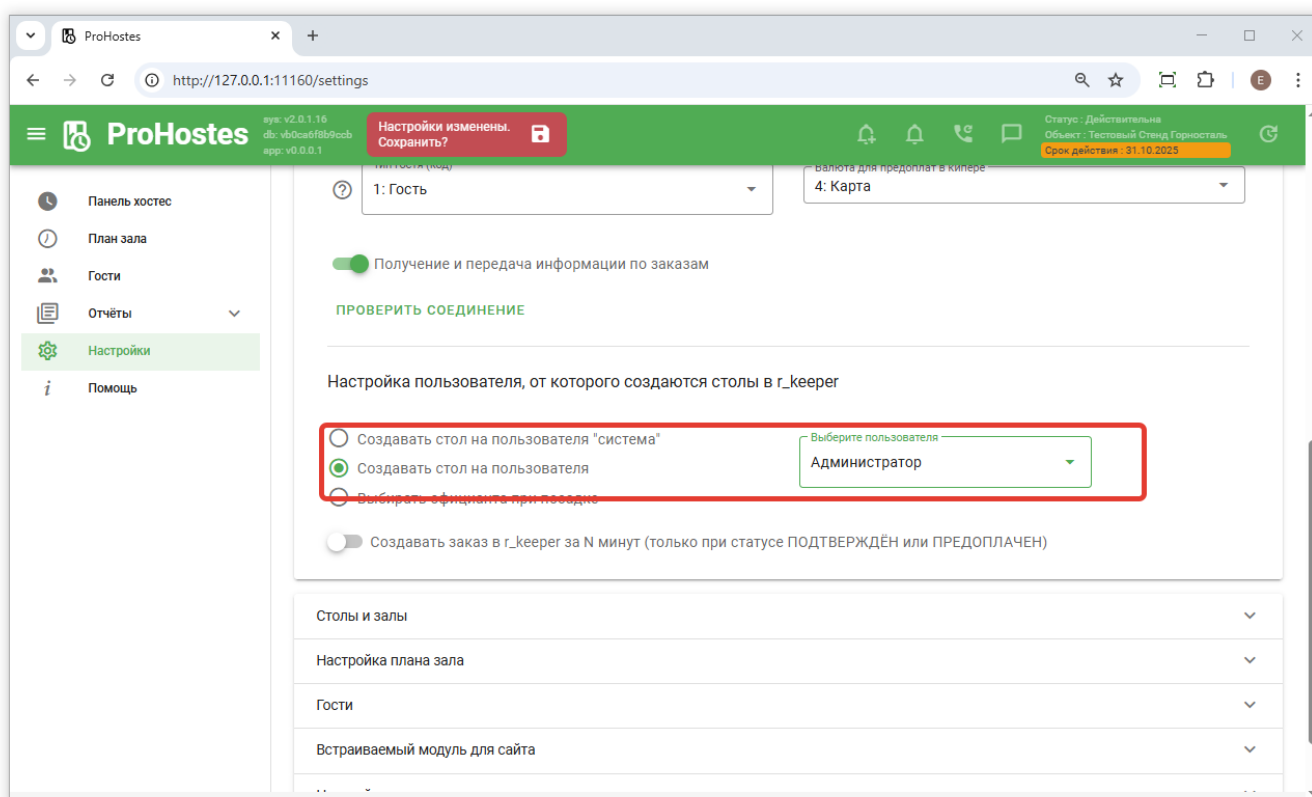 ProHostes
http://127.0.0.1:11160/settings
E
ProHostes
sys: v2.0.1.16
db: vb0ca6f8b9ccb
app: v0.0.0.1
Настройки изменены.
Сохранить?
Статус : Действительна
Объект : Тестовый Стенд Горносталь
Срок действия : 31.10.2025
Панель хостес
План зала
Гости
Отчёты
Настройки
Помощь
Тип гостя (код)
1: Гость
Валюта для предоплат в кипере
4: Карта
Получение и передача информации по заказам
ПРОВЕРИТЬ СОЕДИНЕНИЕ
Настройка пользователя, от которого создаются столы в r_keeper
Создавать стол на пользователя "система"
Создавать стол на пользователя
Выбирать официанта при посадке
Выберите пользователя
Администратор
Создавать заказ в r_keeper за N минут (только при статусе ПОДТВЕРЖДЁН или ПРЕДОПЛАЧЕН)
Столы и залы
Настройка плана зала
Гости
Встраиваемый модуль для сайта